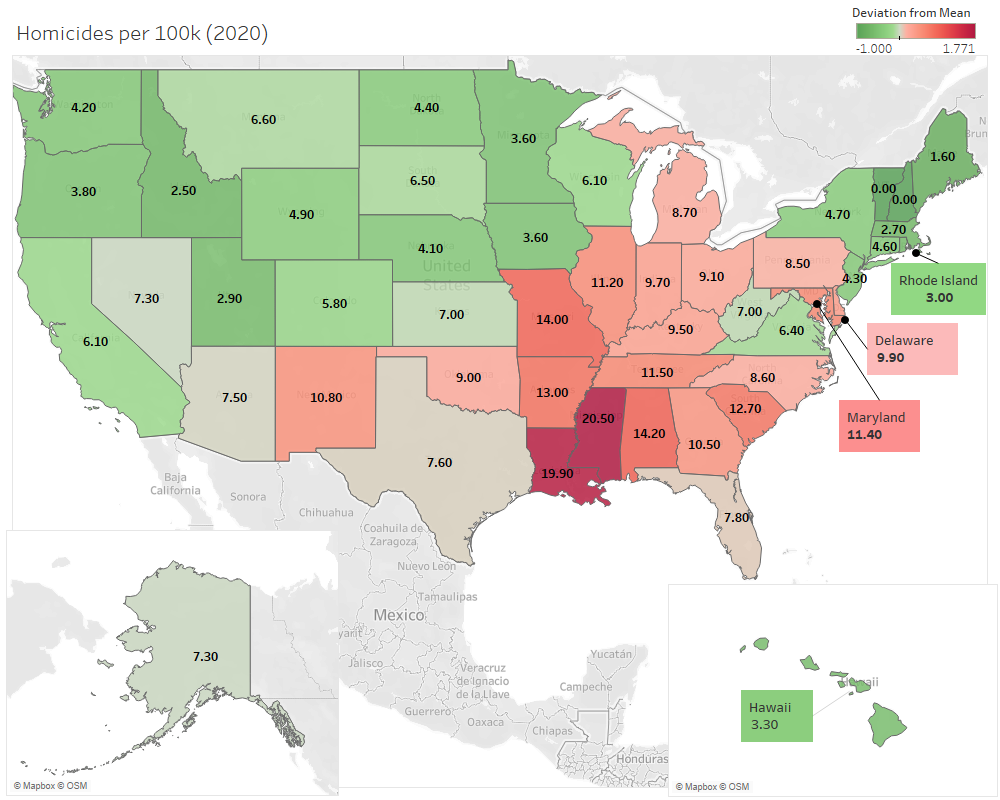 Homicides per 100k (2020)
Deviation from Mean
-1.000 1.771
4.20
6.60
4.40
3.60
1.60
3.80
2.50
6.50
6.10
0.00
0.00
4.90
8.70
4.70
2.70
4.10
3.60
4.60
United
States
8.50
4.30
Rhode Island
3.00
7.30
2.90
5.80
7.00
11.20
9.70
9.10
7.00
6.40
6.10
14.00
9.50
Delaware
9.90
7.50
10.80
9.00
13.00
11.50
8.60
12.70
Maryland
11.40
20.50
14.20
10.50
7.60
19.90
7.80
Baja
California
Sonora
Chihuahua
Coahuila de
Zaragoza
Nuevo León
Tamaulipas
Mexico
Jalisco
Veracruz
de Ignacio
de la Llave
Guerrero
Oaxaca
Yucatán
Campeche
Chiapas
Honduras
7.30
© Mapbox © OSM
Hawaii
3.30
© Mapbox © OSM